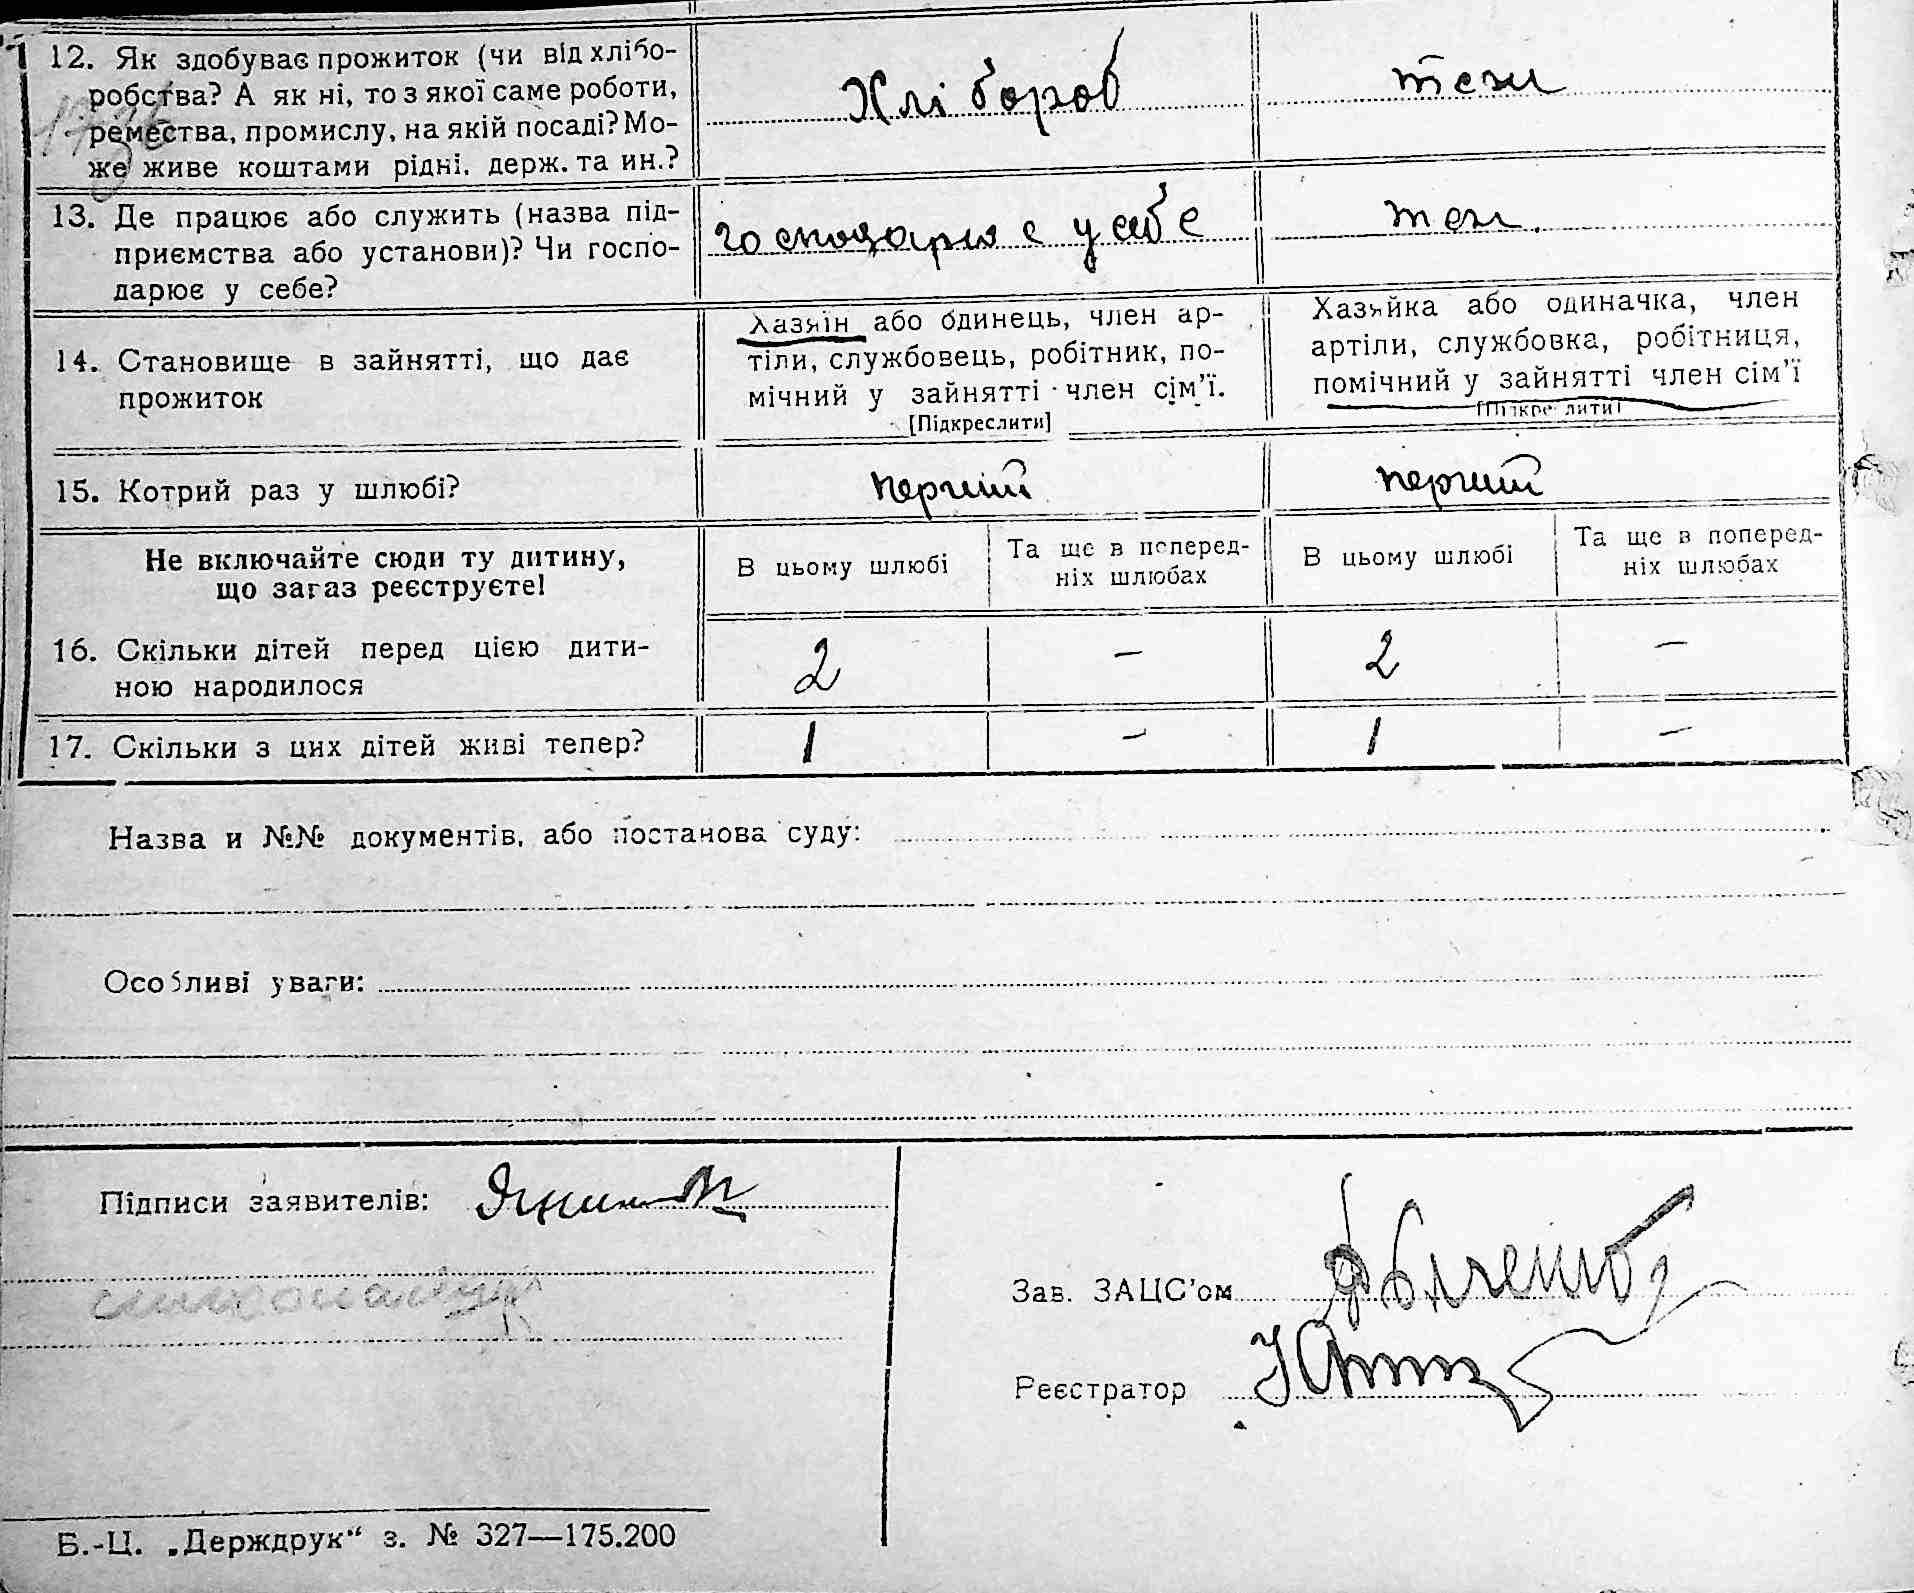 12. Як здобуває прожиток (чи від хлібо-
робства? А як ні, то з якої саме роботи,
ремества, промислу, на якій посаді? Мо-
же живе коштами рідні. держ. та ин.?
Хлібороб
теж
13. Де працює або служить (назва під-
приємства або установи)? Чи госпо-
дарює у себе?
господарює у себе
теж.
14. Становище в зайнятті, що дає
прожиток
Хазяїн або одинець, член ар-
тіли, службовець, робітник, по-
мічний у зайнятті член сім'ї.
[Підкреслити]
Хазяйка або одиначка, член
артіли, службовка, робітниця,
помічний у зайнятті член сім'ї
[Підкреслити]
15. Котрий раз у шлюбі?
перший
перший
Не включайте сюди ту дитину,
що загаз реєструєте!
В цьому шлюбі
Та ще в поперед-
ніх шлюбах
В цьому шлюбі
Та ще в поперед-
ніх шлюбах
16. Скільки дітей перед цією дити-
ною народилося
2 — 2 —
17. Скільки з цих дітей живі тепер?
1 — 1 —
Назва и №№ документів, або постанова суду:
Особливі уваги:
Підписи заявителів:
Зав. ЗАЦС'ом
Реєстратор
Б.-Ц. „Держдрук“ з. № 327—175.200